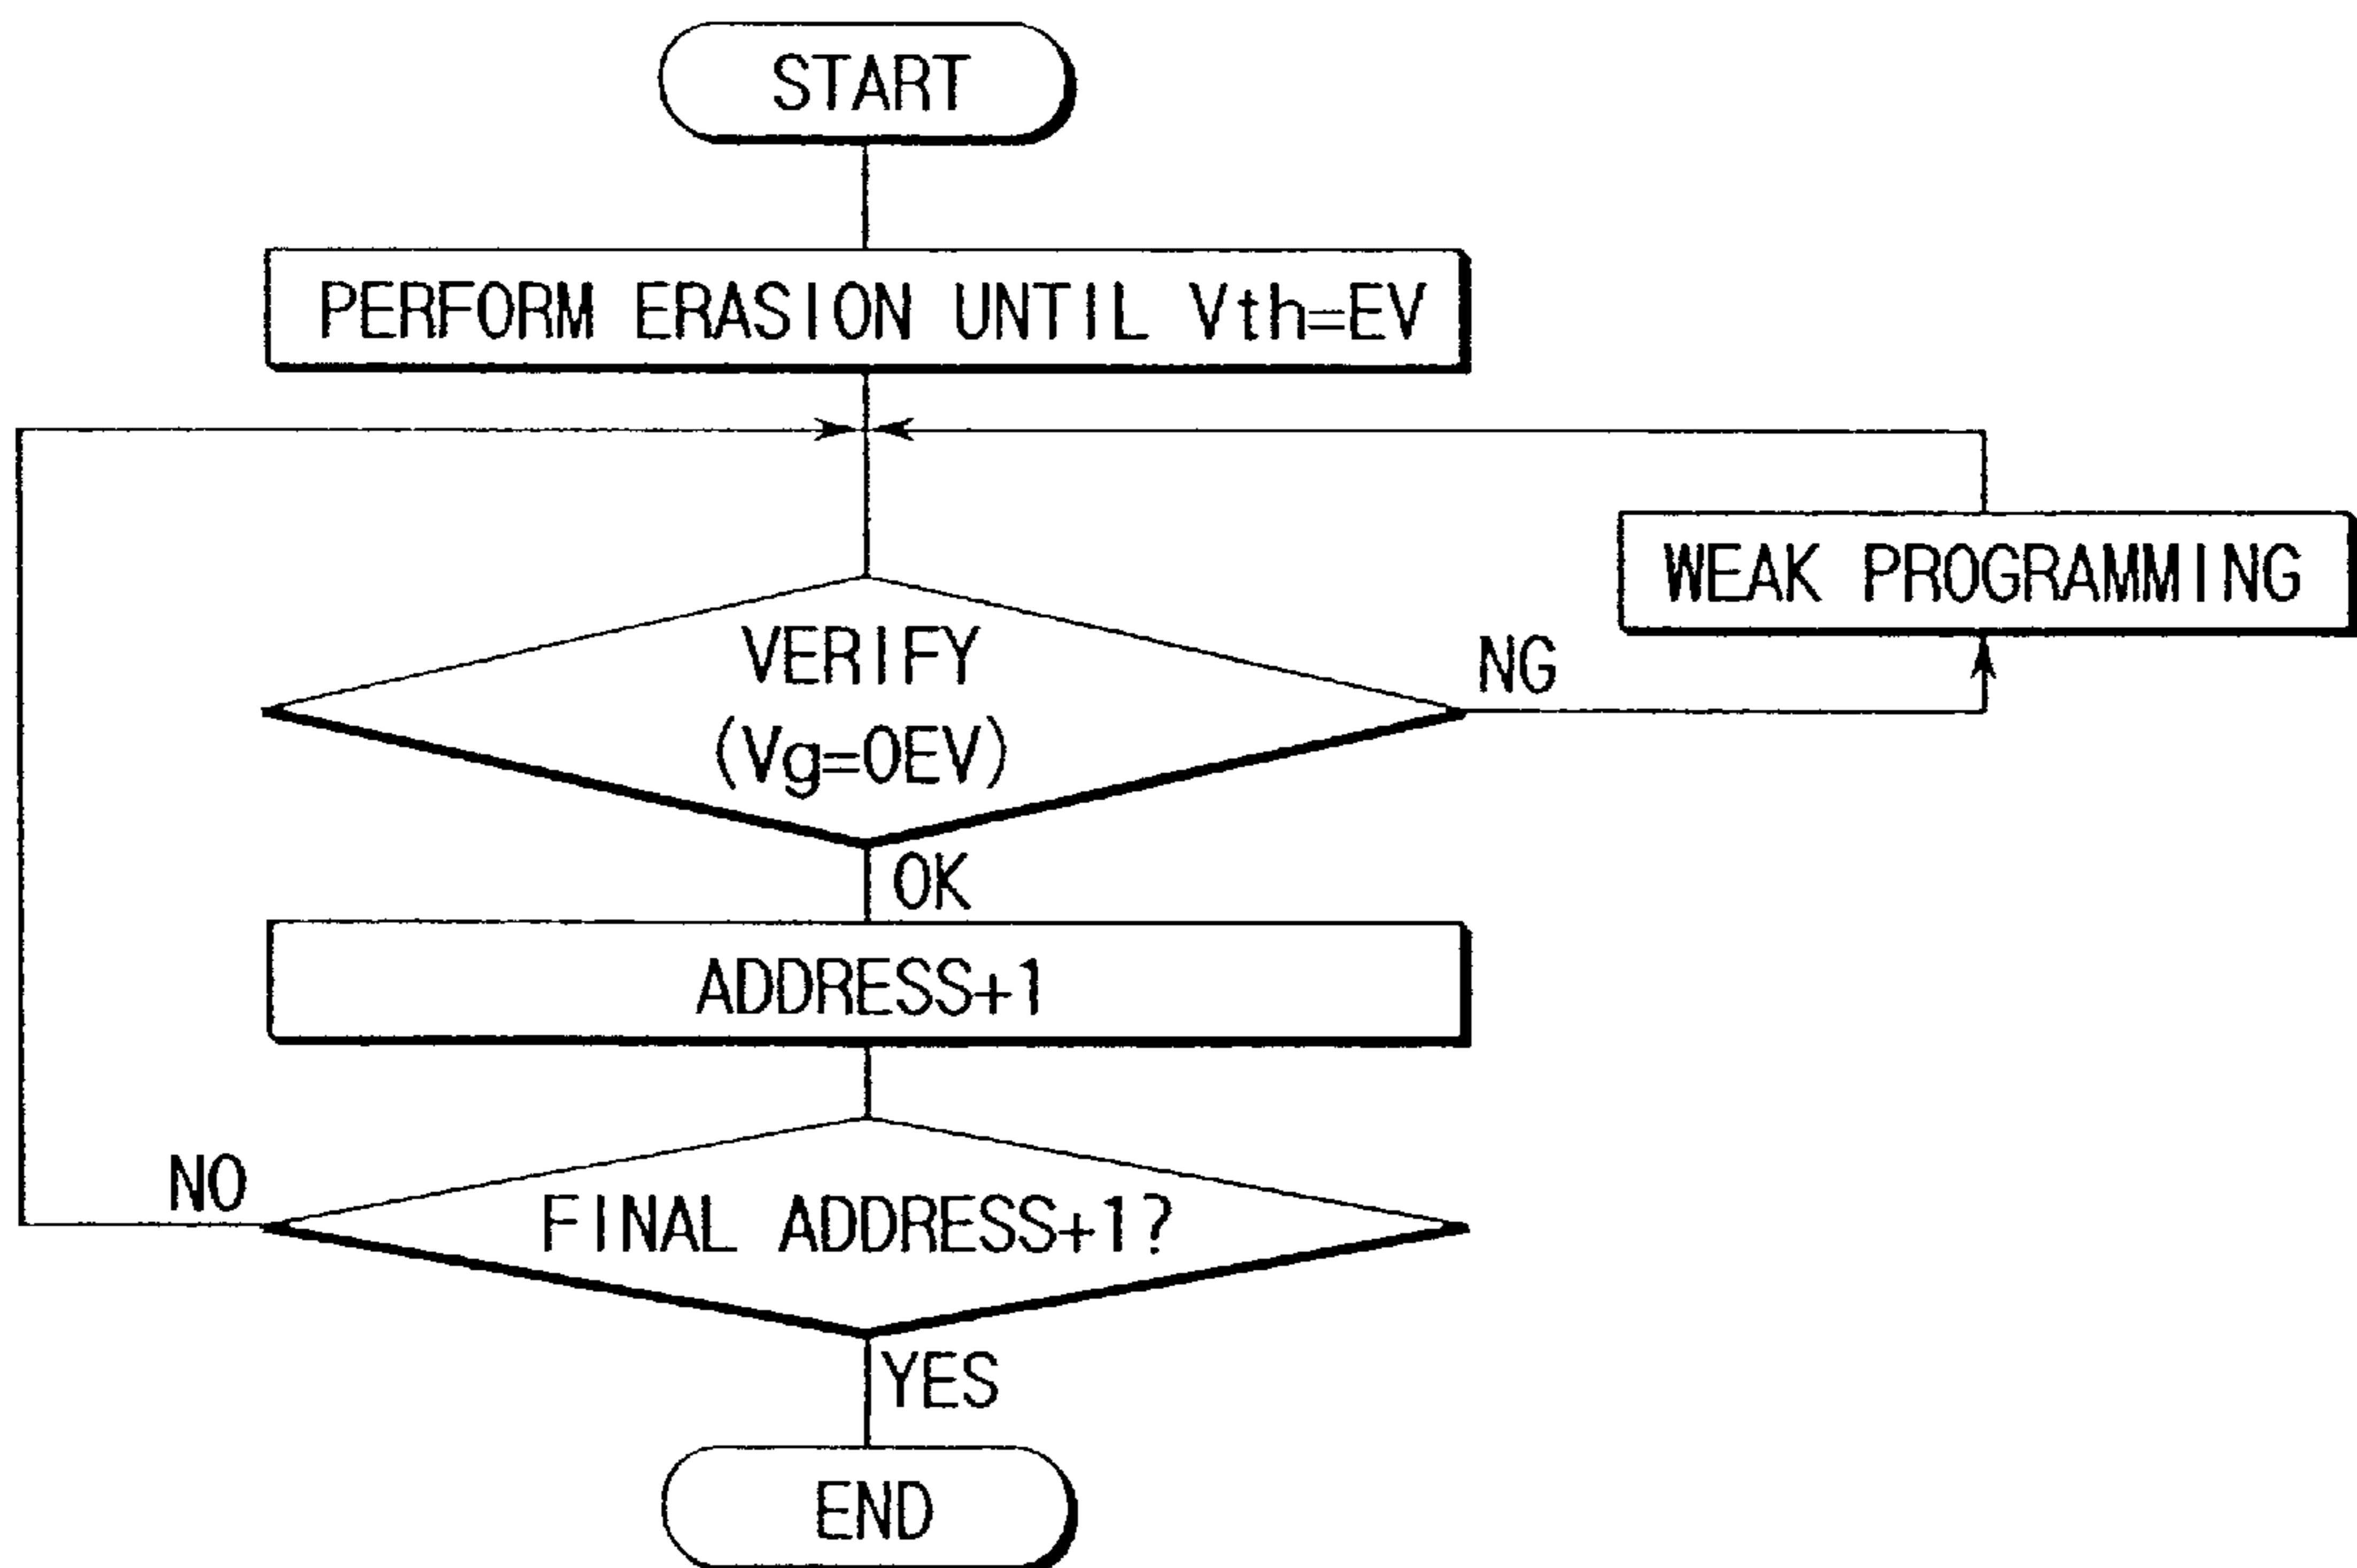 START
PERFORM ERASION UNTIL Vth=EV
WEAK PROGRAMMING
VERIFY
(Vg=OEV)
NG
OK
ADDRESS+1
NO
FINAL ADDRESS+1?
YES
END